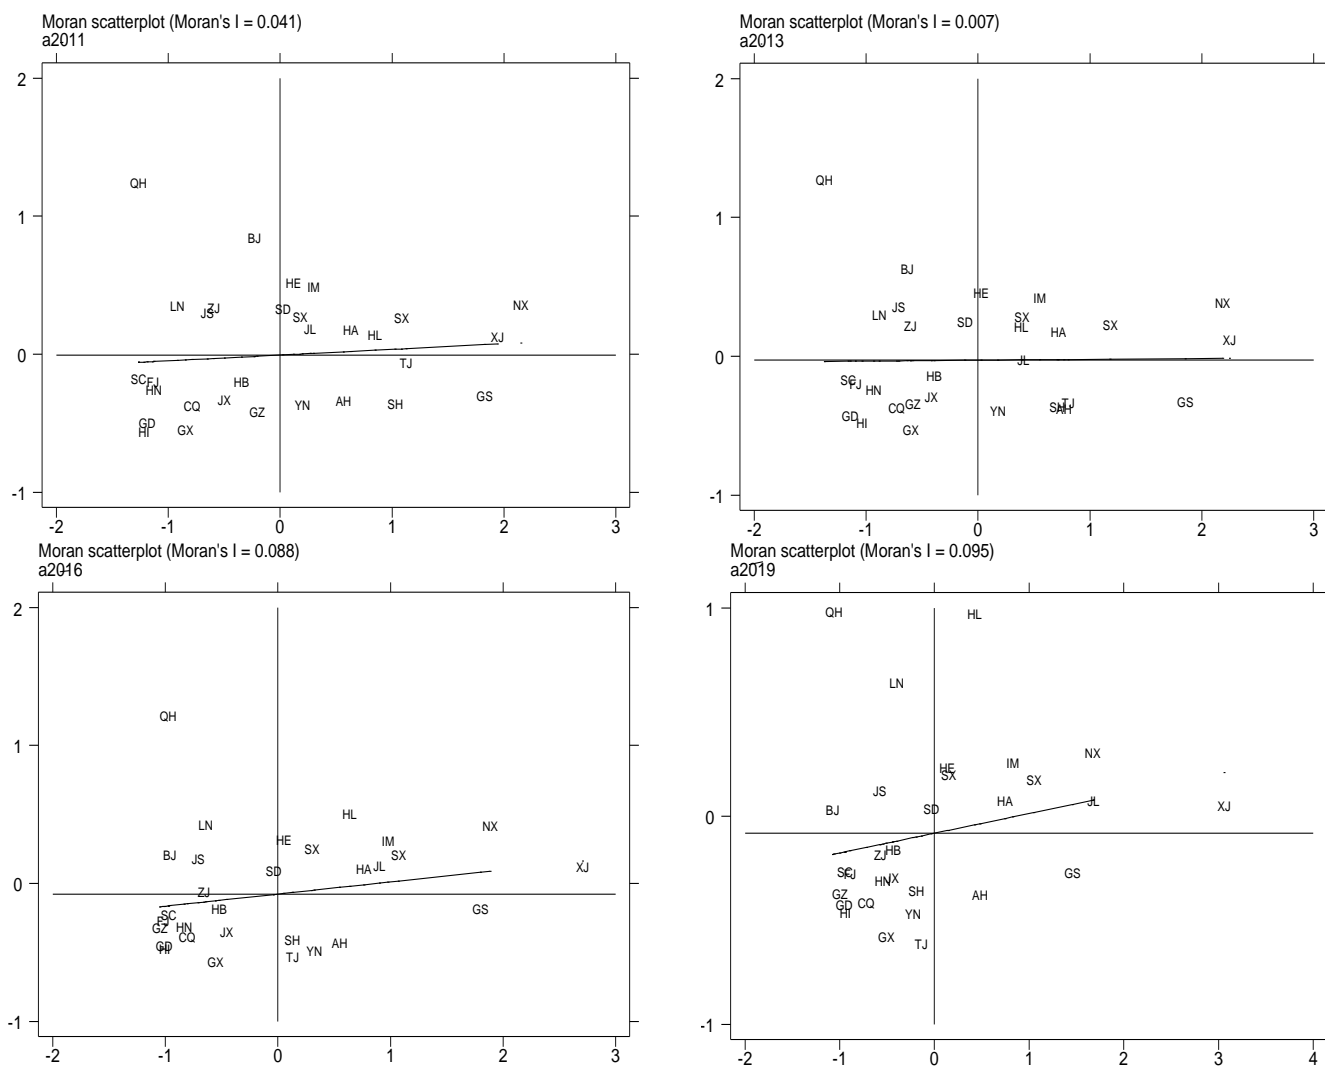 Moran scatterplot (Moran's I = 0.041)
a2011
2
QH
1
BJ
HE
IM
LN
JS
ZJ
SD
SX
JL
HA
HL
SX
NX
XJ
0
TJ
SC
FJ
HN
HB
CQ
JX
GZ
YN
AH
SH
GS
GD
HI
GX
-1
-2 -1 0 1 2 3
Moran scatterplot (Moran's I = 0.007)
a2013
2
QH
1
BJ
HE
IM
NX
JS
LN
ZJ
SD
SX
HL
HA
SX
XJ
0
JL
SC
FJ
HN
HB
JX
CQ
GZ
YN
SH
TJ
AH
GS
GD
HI
GX
-1
-2 -1 0 1 2 3
Moran scatterplot (Moran's I = 0.088)
a2016
2
QH
1
HL
LN
NX
HE
IM
BJ
JS
SX
SX
SD
HA
JL
XJ
0
ZJ
SC
FJ
HB
GS
GZ
HN
CQ
JX
GD
HI
GX
SH
AH
YN
TJ
-1
-2 -1 0 1 2 3
Moran scatterplot (Moran's I = 0.095)
a2019
1
QH
HL
LN
NX
HE
SX
IM
SX
JS
BJ
SD
HA
JL
XJ
0
ZJ
HB
SC
FJ
HN
JX
GS
GZ
SH
AH
GD
CQ
HI
YN
GX
TJ
-1
-2 -1 0 1 2 3 4